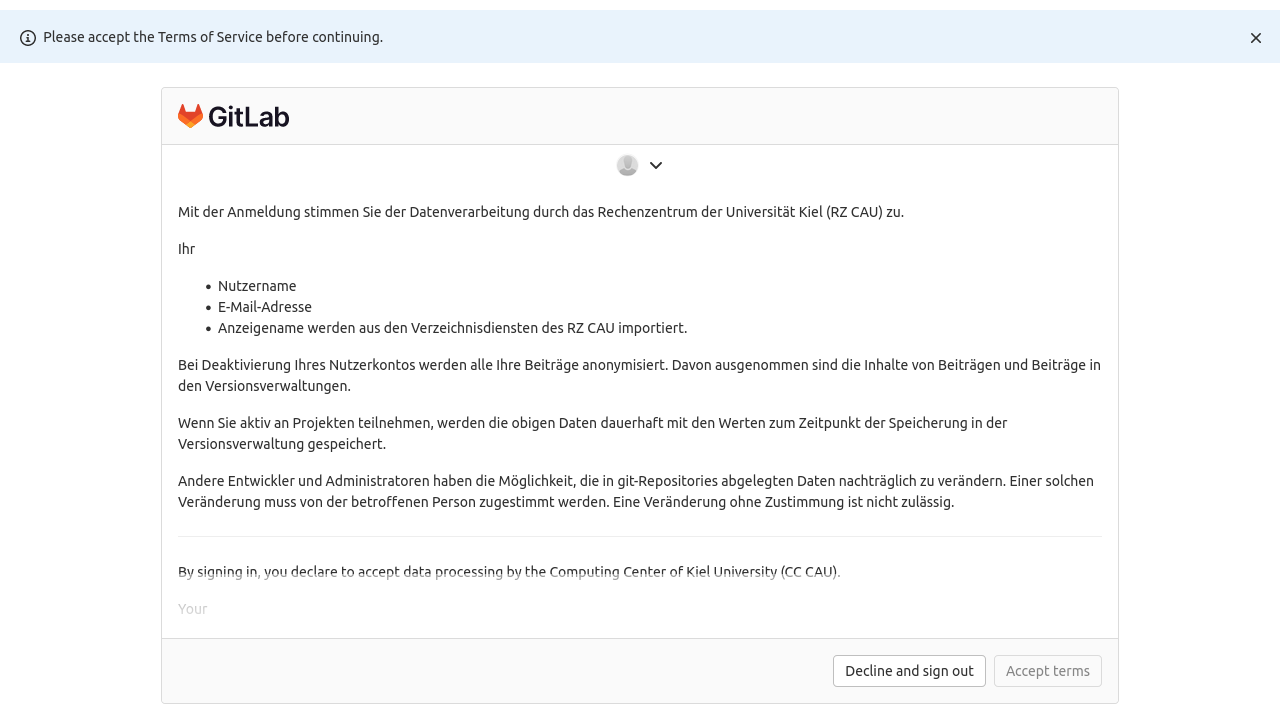 Please accept the Terms of Service before continuing.
GitLab
Mit der Anmeldung stimmen Sie der Datenverarbeitung durch das Rechenzentrum der Universität Kiel (RZ CAU) zu.
Ihr
• Nutzername
• E-Mail-Adresse
• Anzeigename werden aus den Verzeichnisdiensten des RZ CAU importiert.
Bei Deaktivierung Ihres Nutzerkontos werden alle Ihre Beiträge anonymisiert. Davon ausgenommen sind die Inhalte von Beiträgen und Beiträge in
den Versionsverwaltungen.
Wenn Sie aktiv an Projekten teilnehmen, werden die obigen Daten dauerhaft mit den Werten zum Zeitpunkt der Speicherung in der
Versionsverwaltung gespeichert.
Andere Entwickler und Administratoren haben die Möglichkeit, die in git-Repositories abgelegten Daten nachträglich zu verändern. Einer solchen
Veränderung muss von der betroffenen Person zugestimmt werden. Eine Veränderung ohne Zustimmung ist nicht zulässig.
By signing in, you declare to accept data processing by the Computing Center of Kiel University (CC CAU).
Your
Decline and sign out
Accept terms